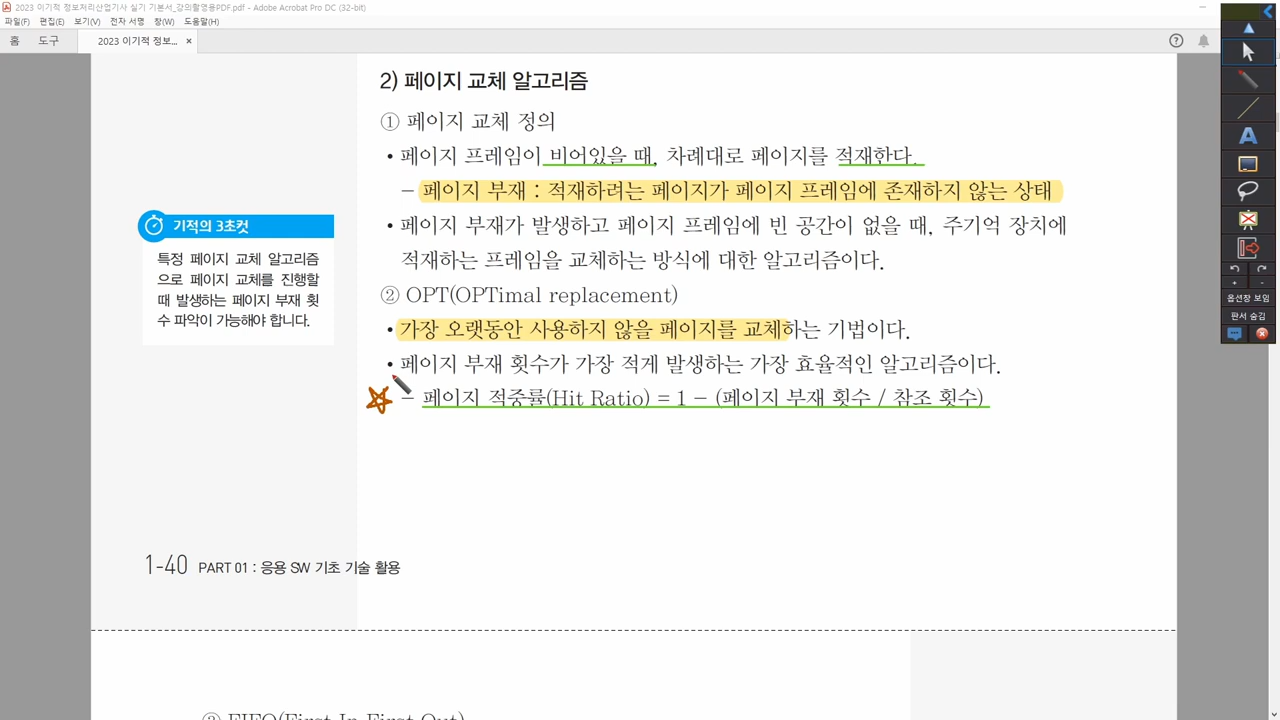 2023 이기적 정보처리산업기사 실기 기본서_강의촬영용PDF.pdf - Adobe Acrobat Pro DC (32-bit)
파일(F) 편집(E) 보기(V) 전자 서명 창(W) 도움말(H)
홈 도구 2023 이기적 정보... ×
2) 페이지 교체 알고리즘
① 페이지 교체 정의
• 페이지 프레임이 비어있을 때, 차례대로 페이지를 적재한다.
– 페이지 부재 : 적재하려는 페이지가 페이지 프레임에 존재하지 않는 상태
• 페이지 부재가 발생하고 페이지 프레임에 빈 공간이 없을 때, 주기억 장치에
적재하는 프레임을 교체하는 방식에 대한 알고리즘이다.
② OPT(OPTimal replacement)
• 가장 오랫동안 사용하지 않을 페이지를 교체하는 기법이다.
• 페이지 부재 횟수가 가장 적게 발생하는 가장 효율적인 알고리즘이다.
– 페이지 적중률(Hit Ratio) = 1 – (페이지 부재 횟수 / 참조 횟수)
기적의 3초컷
특정 페이지 교체 알고리즘
으로 페이지 교체를 진행할
때 발생하는 페이지 부재 횟
수 파악이 가능해야 합니다.
1-40 PART 01 : 응용 SW 기초 기술 활용
③ FIFO(First In First Out)
A
+ -
옵션창 보임
판서 숨김